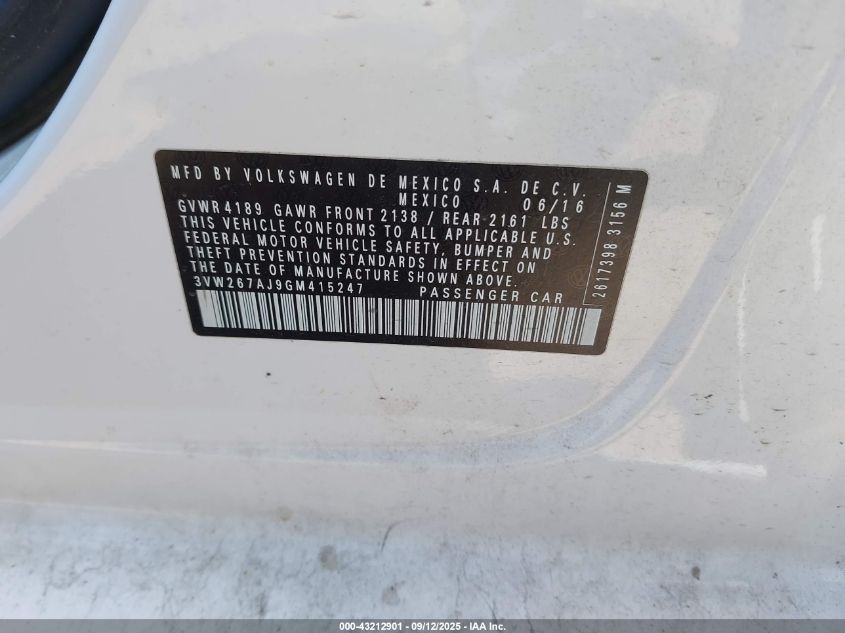 MFD BY VOLKSWAGEN DE MEXICO S.A. DE C.V.
MEXICO 06/16
GVWR 4189 GAWR FRONT 2138 / REAR 2161 LBS
THIS VEHICLE CONFORMS TO ALL APPLICABLE U.S.
FEDERAL MOTOR VEHICLE SAFETY, BUMPER AND
THEFT PREVENTION STANDARDS IN EFFECT ON
THE DATE OF MANUFACTURE SHOWN ABOVE.
3VW267AJ9GM415247 PASSENGER CAR
2617398 3156 M
000-43212901 - 09/12/2025 - IAA Inc.